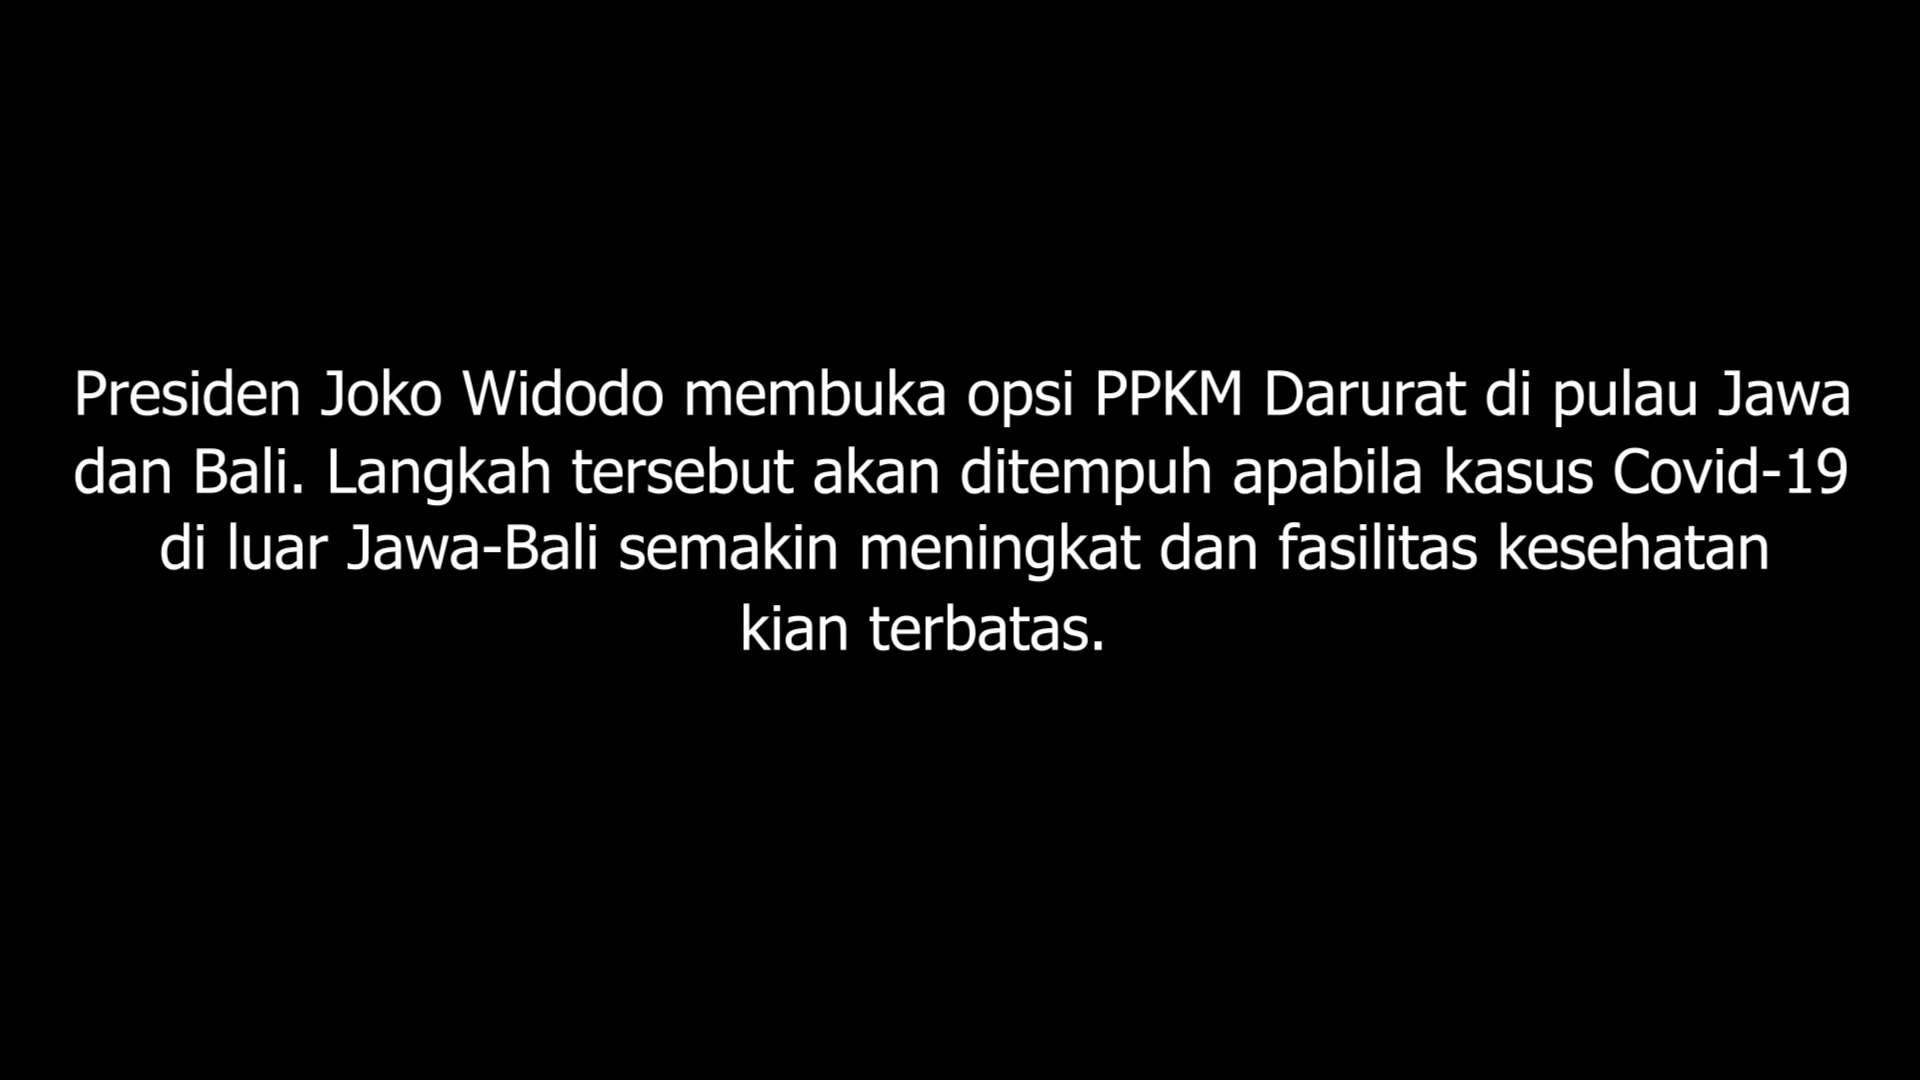 Presiden Joko Widodo membuka opsi PPKM Darurat di pulau Jawa
dan Bali. Langkah tersebut akan ditempuh apabila kasus Covid-19
di luar Jawa-Bali semakin meningkat dan fasilitas kesehatan
kian terbatas.